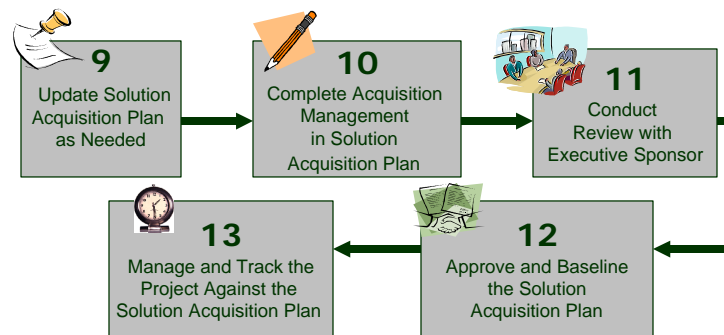 9
Update Solution
Acquisition Plan
as Needed
10
Complete Acquisition
Management
in Solution
Acquisition Plan
11
Conduct
Review with
Executive Sponsor
12
Approve and Baseline
the Solution
Acquisition Plan
13
Manage and Track the
Project Against the
Solution Acquisition Plan